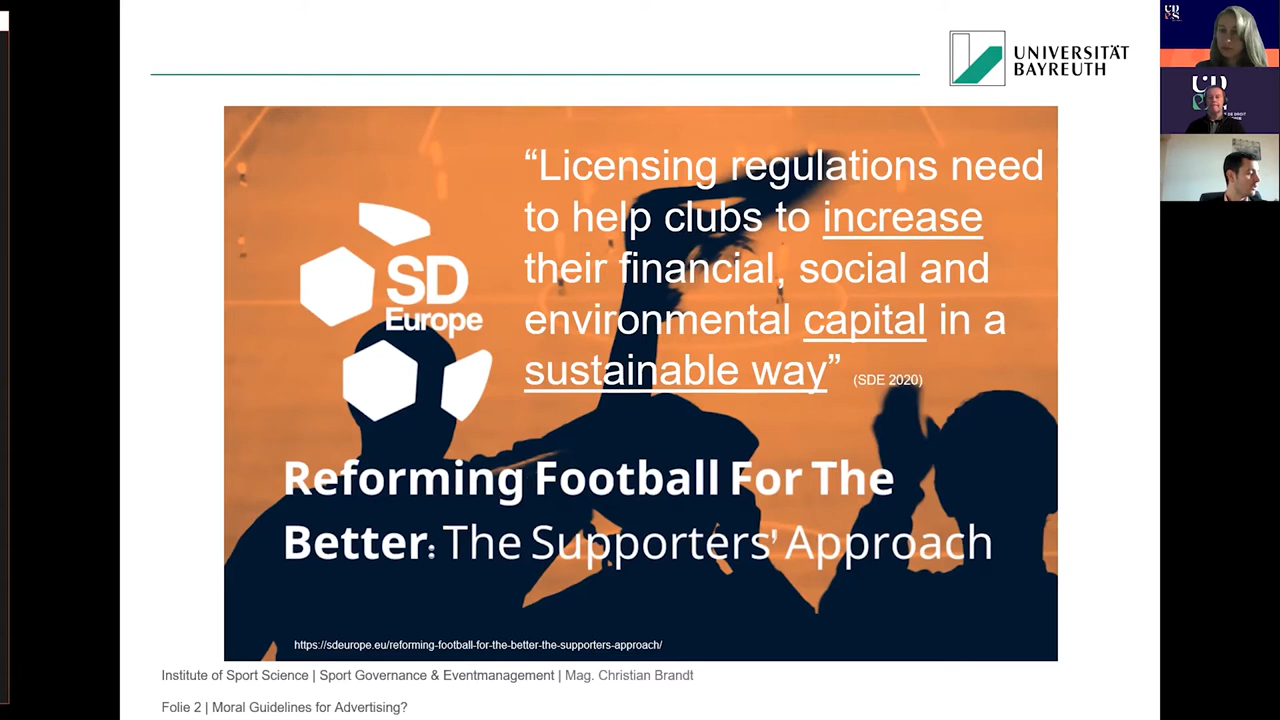 UNIVERSITÄT
BAYREUTH
“Licensing regulations need
to help clubs to increase
their financial, social and
environmental capital in a
sustainable way” (SDE 2020)
SD
Europe
Reforming Football For The
Better: The Supporters’ Approach
https://sdeurope.eu/reforming-football-for-the-better-the-supporters-approach/
Institute of Sport Science | Sport Governance & Eventmanagement | Mag. Christian Brandt
Folie 2 | Moral Guidelines for Advertising?